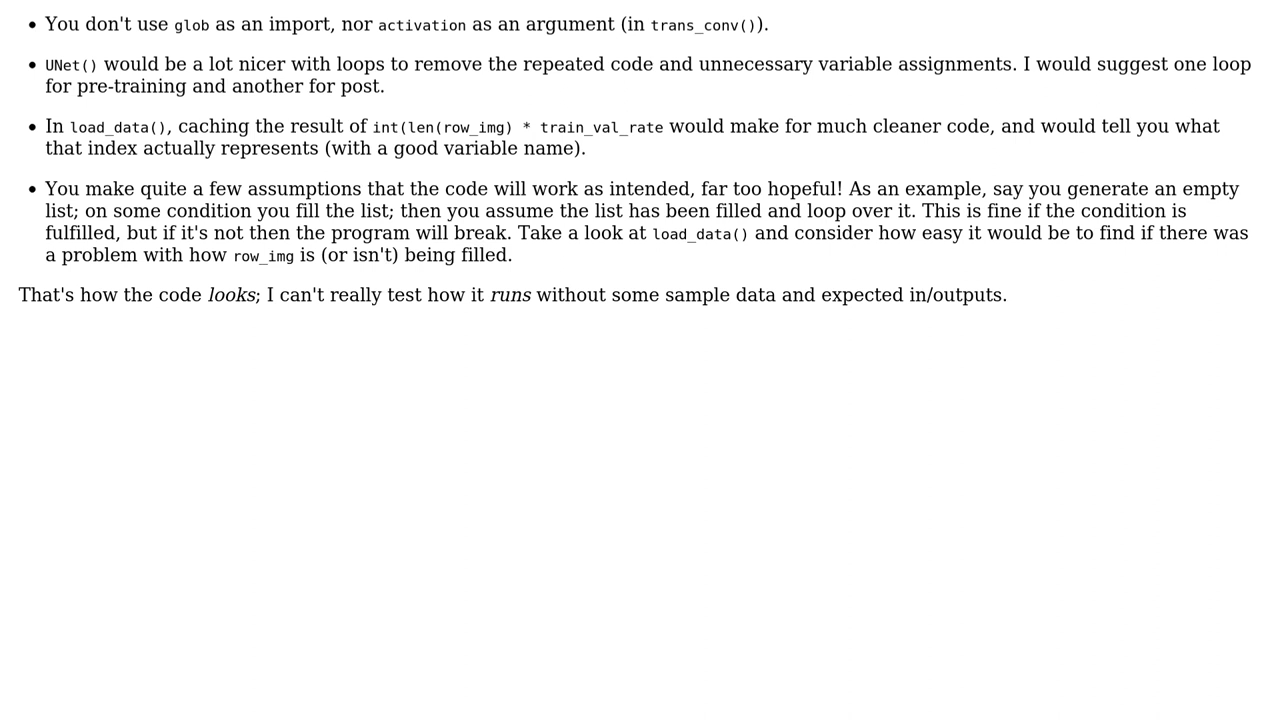 • You don't use glob as an import, nor activation as an argument (in trans_conv()).
• UNet() would be a lot nicer with loops to remove the repeated code and unnecessary variable assignments. I would suggest one loop
for pre-training and another for post.
• In load_data(), caching the result of int(len(row_img) * train_val_rate would make for much cleaner code, and would tell you what
that index actually represents (with a good variable name).
• You make quite a few assumptions that the code will work as intended, far too hopeful! As an example, say you generate an empty
list; on some condition you fill the list; then you assume the list has been filled and loop over it. This is fine if the condition is
fulfilled, but if it's not then the program will break. Take a look at load_data() and consider how easy it would be to find if there was
a problem with how row_img is (or isn't) being filled.
That's how the code looks; I can't really test how it runs without some sample data and expected in/outputs.